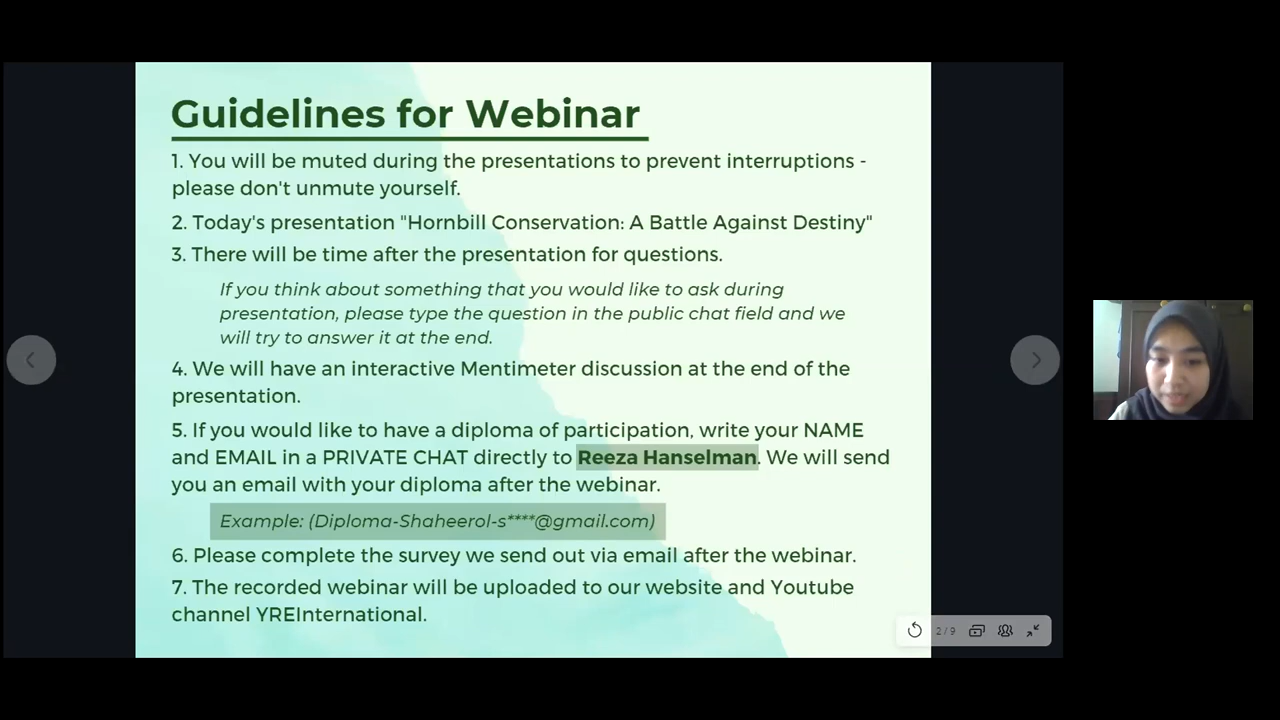 Guidelines for Webinar
1. You will be muted during the presentations to prevent interruptions -
please don't unmute yourself.
2. Today's presentation "Hornbill Conservation: A Battle Against Destiny"
3. There will be time after the presentation for questions.
If you think about something that you would like to ask during
presentation, please type the question in the public chat field and we
will try to answer it at the end.
4. We will have an interactive Mentimeter discussion at the end of the
presentation.
5. If you would like to have a diploma of participation, write your NAME
and EMAIL in a PRIVATE CHAT directly to Reeza Hanselman. We will send
you an email with your diploma after the webinar.
Example: (Diploma-Shaheerol-s****@gmail.com)
6. Please complete the survey we send out via email after the webinar.
7. The recorded webinar will be uploaded to our website and Youtube
channel YREInternational.
2/9